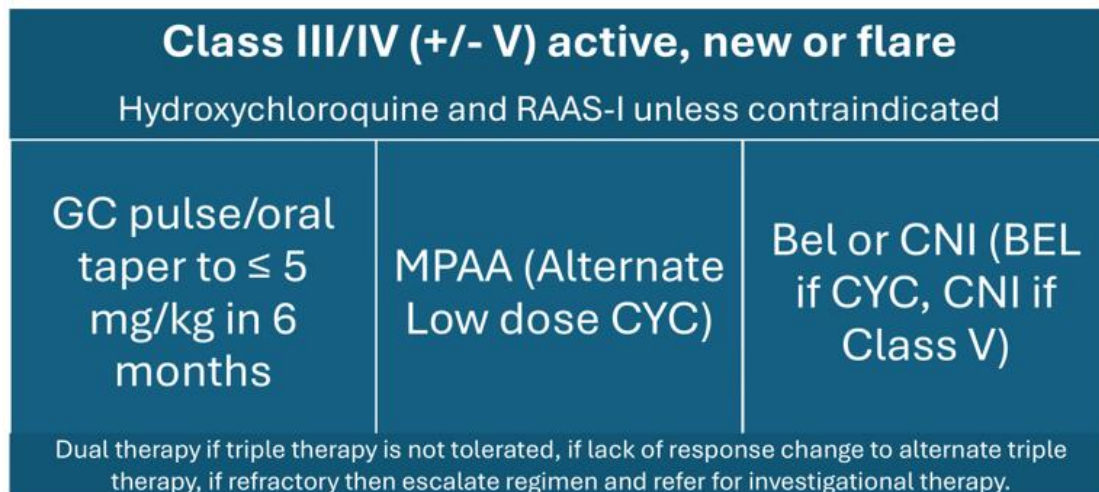 Class III/IV (+/- V) active, new or flare
Hydroxychloroquine and RAAS-I unless contraindicated
GC pulse/oral
taper to ≤ 5
mg/kg in 6
months
MPAA (Alternate
Low dose CYC)
Bel or CNI (BEL
if CYC, CNI if
Class V)
Dual therapy if triple therapy is not tolerated, if lack of response change to alternate triple
therapy, if refractory then escalate regimen and refer for investigational therapy.